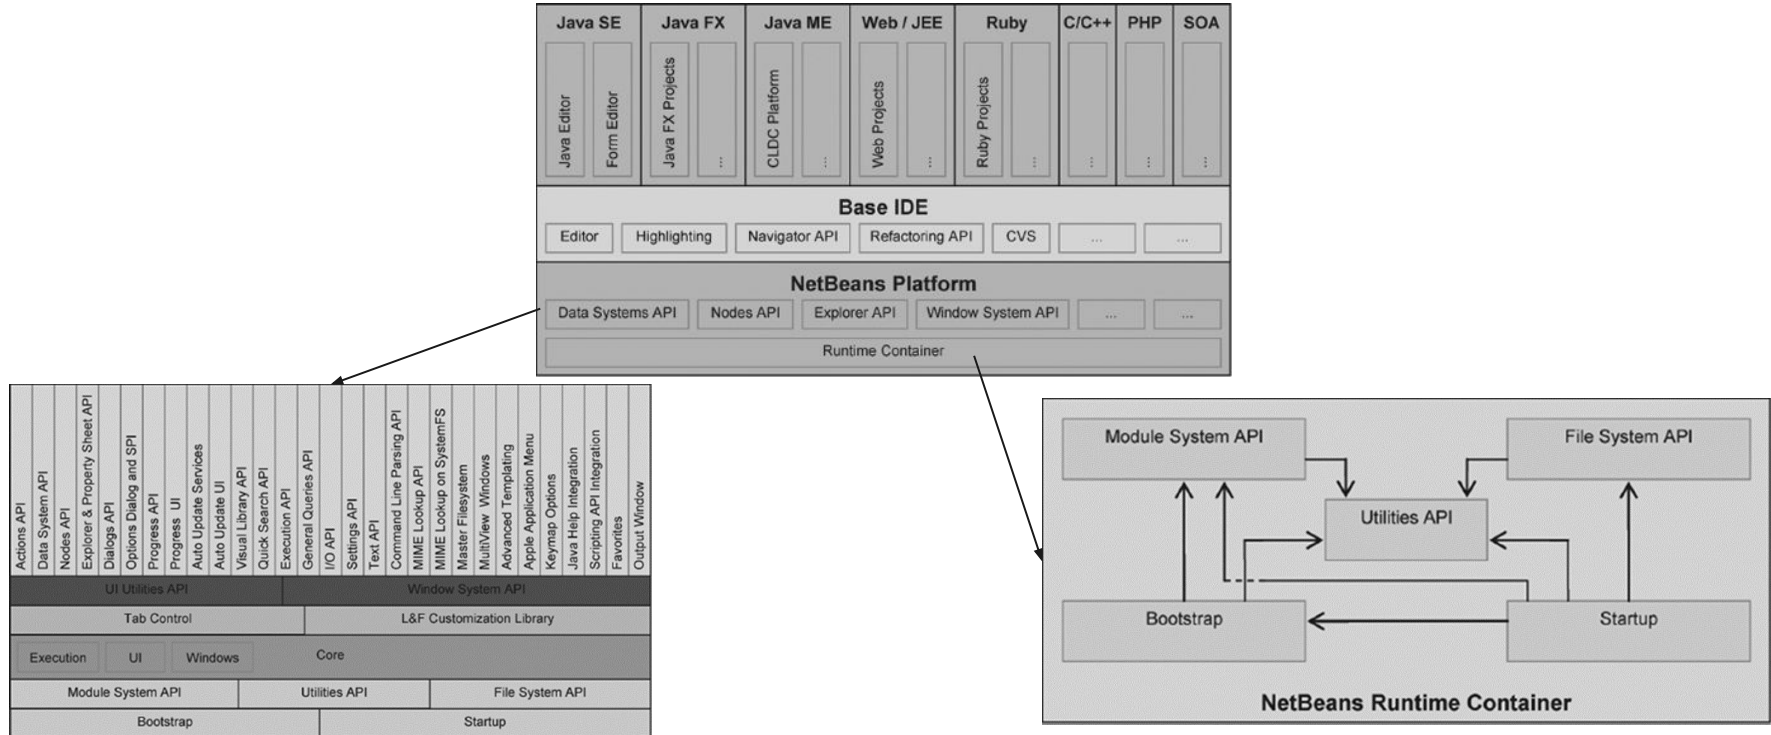 Java SE
Java FX
Java ME
Web / JEE
Ruby
C/C++
PHP
SOA
Java Editor
Form Editor
Java FX Projects
...
CLDC Platform
...
Web Projects
...
Ruby Projects
...
...
...
...
Base IDE
Editor
Highlighting
Navigator API
Refactoring API
CVS
...
...
NetBeans Platform
Data Systems API
Nodes API
Explorer API
Window System API
...
...
Runtime Container
Actions API
Data System API
Nodes API
Explorer & Property Sheet API
Dialogs API
Options Dialog and SPI
Progress API
Progress UI
Auto Update Services
Auto Update UI
Visual Library API
Quick Search API
Execution API
General Queries API
I/O API
Settings API
Text API
Command Line Parsing API
MIME Lookup API
MIME Lookup on SystemFS
Master Filesystem
MultiView Windows
Advanced Templating
Apple Application Menu
Keymap Options
Java Help Integration
Scripting API Integration
Favorites
Output Window
UI Utilities API
Window System API
Tab Control
L&F Customization Library
Execution
UI
Windows
Core
Module System API
Utilities API
File System API
Bootstrap
Startup
Module System API
File System API
Utilities API
Bootstrap
Startup
NetBeans Runtime Container